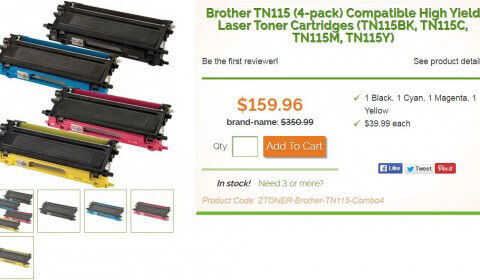 Brother TN115 (4-pack) Compatible High Yield
Laser Toner Cartridges (TN115BK, TN115C,
TN115M, TN115Y)
Be the first reviewer!
See product detai
$159.96
brand-name: $350.99
1 Black, 1 Cyan, 1 Magenta, 1
Yellow
$39.99 each
Qty:
Add To Cart
In stock! Need 3 or more?
Like
Tweet
Pin it
Product Code: ZTONER-Brother-TN115-Combo4